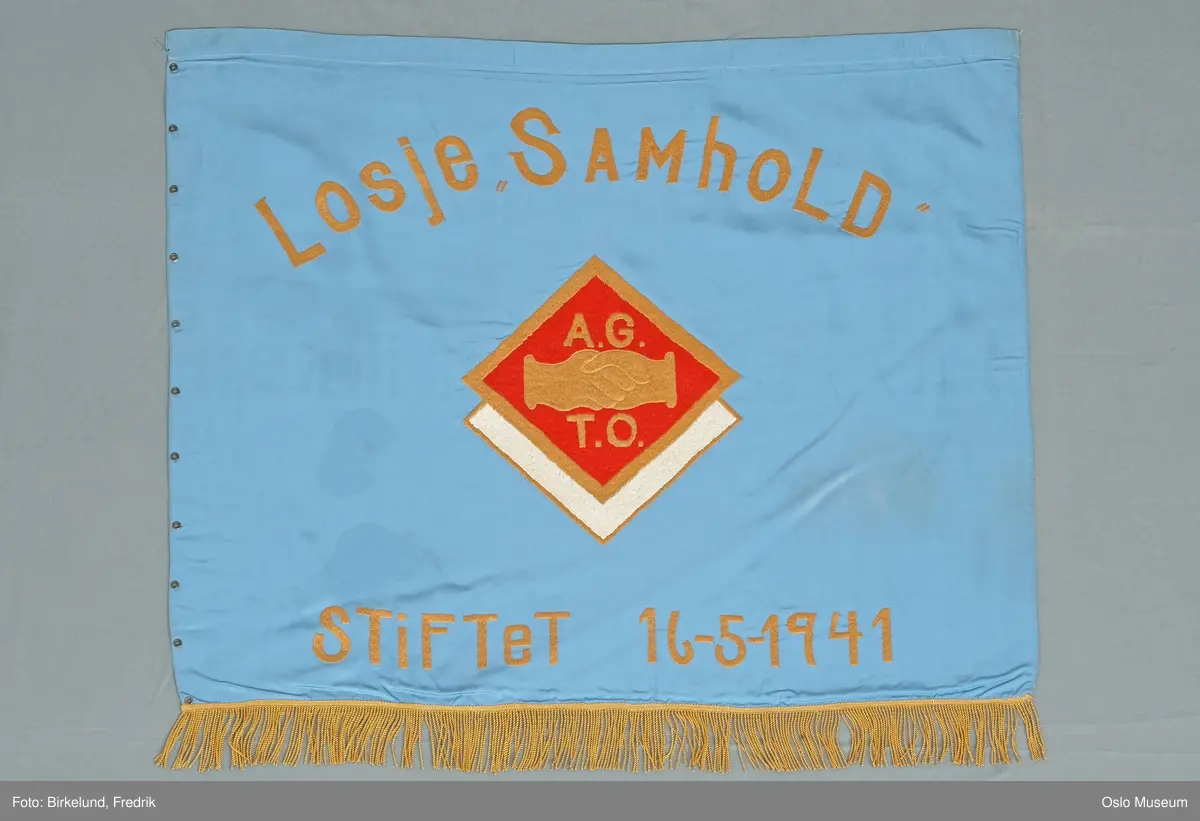 Losje „SAMhOLD"
A.G.
T.O.
STiFTeT 16-5-1941
Foto: Birkelund, Fredrik
Oslo Museum